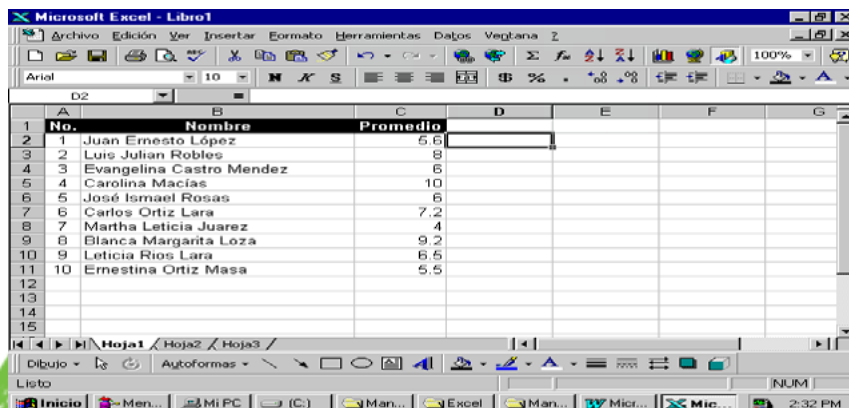 Microsoft Excel - Libro1
Archivo Edición Ver Insertar Formato Herramientas Datos Ventana ?
100%
Arial 10 N K S
D2 =
A B C D E F G
1 No. Nombre Promedio
2 1 Juan Ernesto López 5.6
3 2 Luis Julian Robles 8
4 3 Evangelina Castro Mendez 6
5 4 Carolina Macías 10
6 5 José Ismael Rosas 6
7 6 Carlos Ortiz Lara 7.2
8 7 Martha Leticia Juarez 4
9 8 Blanca Margarita Loza 9.2
10 9 Leticia Rios Lara 6.5
11 10 Ernestina Ortiz Masa 5.5
12
13
14
15
Hoja1 Hoja2 Hoja3
Dibujo Autoformas
Listo NUM
Inicio Men... Mi PC (C:) Man... Excel Man... Micr... Mic... 2:32 PM